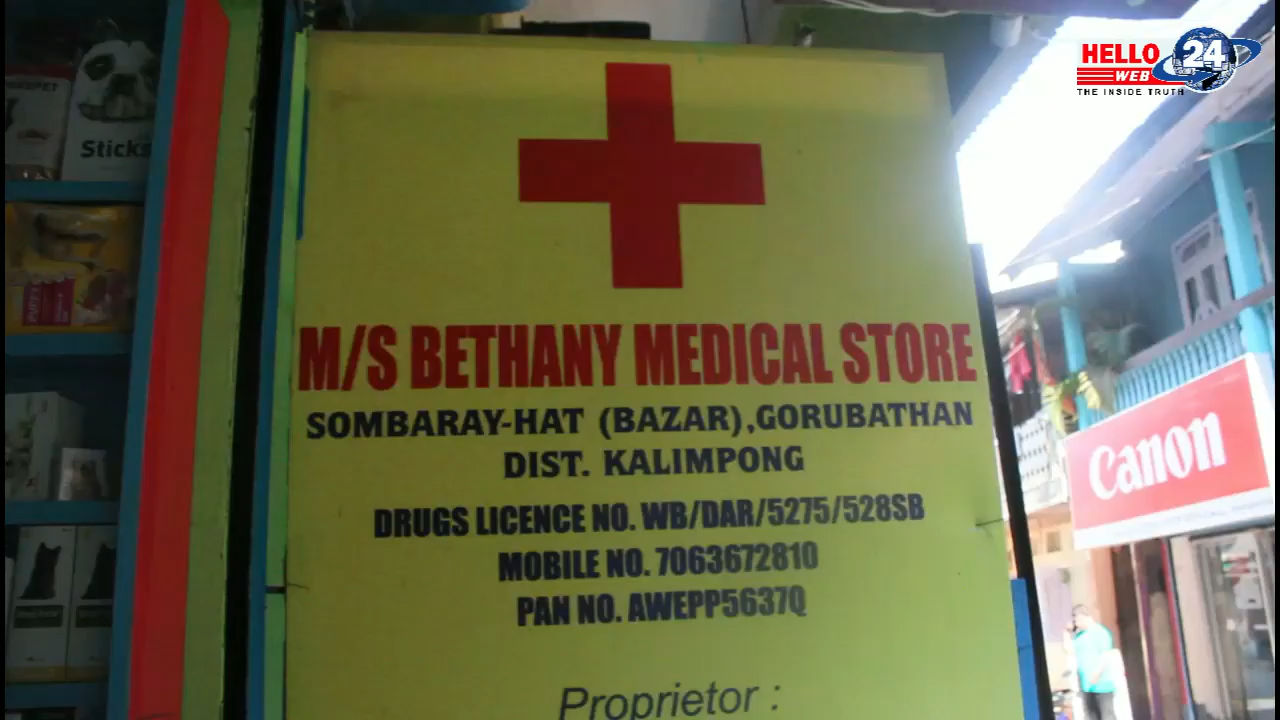 HELLO
WEB
24
THE INSIDE TRUTH
Sticks
M/S BETHANY MEDICAL STORE
SOMBARAY-HAT (BAZAR),GORUBATHAN
DIST. KALIMPONG
DRUGS LICENCE NO. WB/DAR/5275/528SB
MOBILE NO. 7063672810
PAN NO. AWEPP5637Q
Proprietor :
Canon